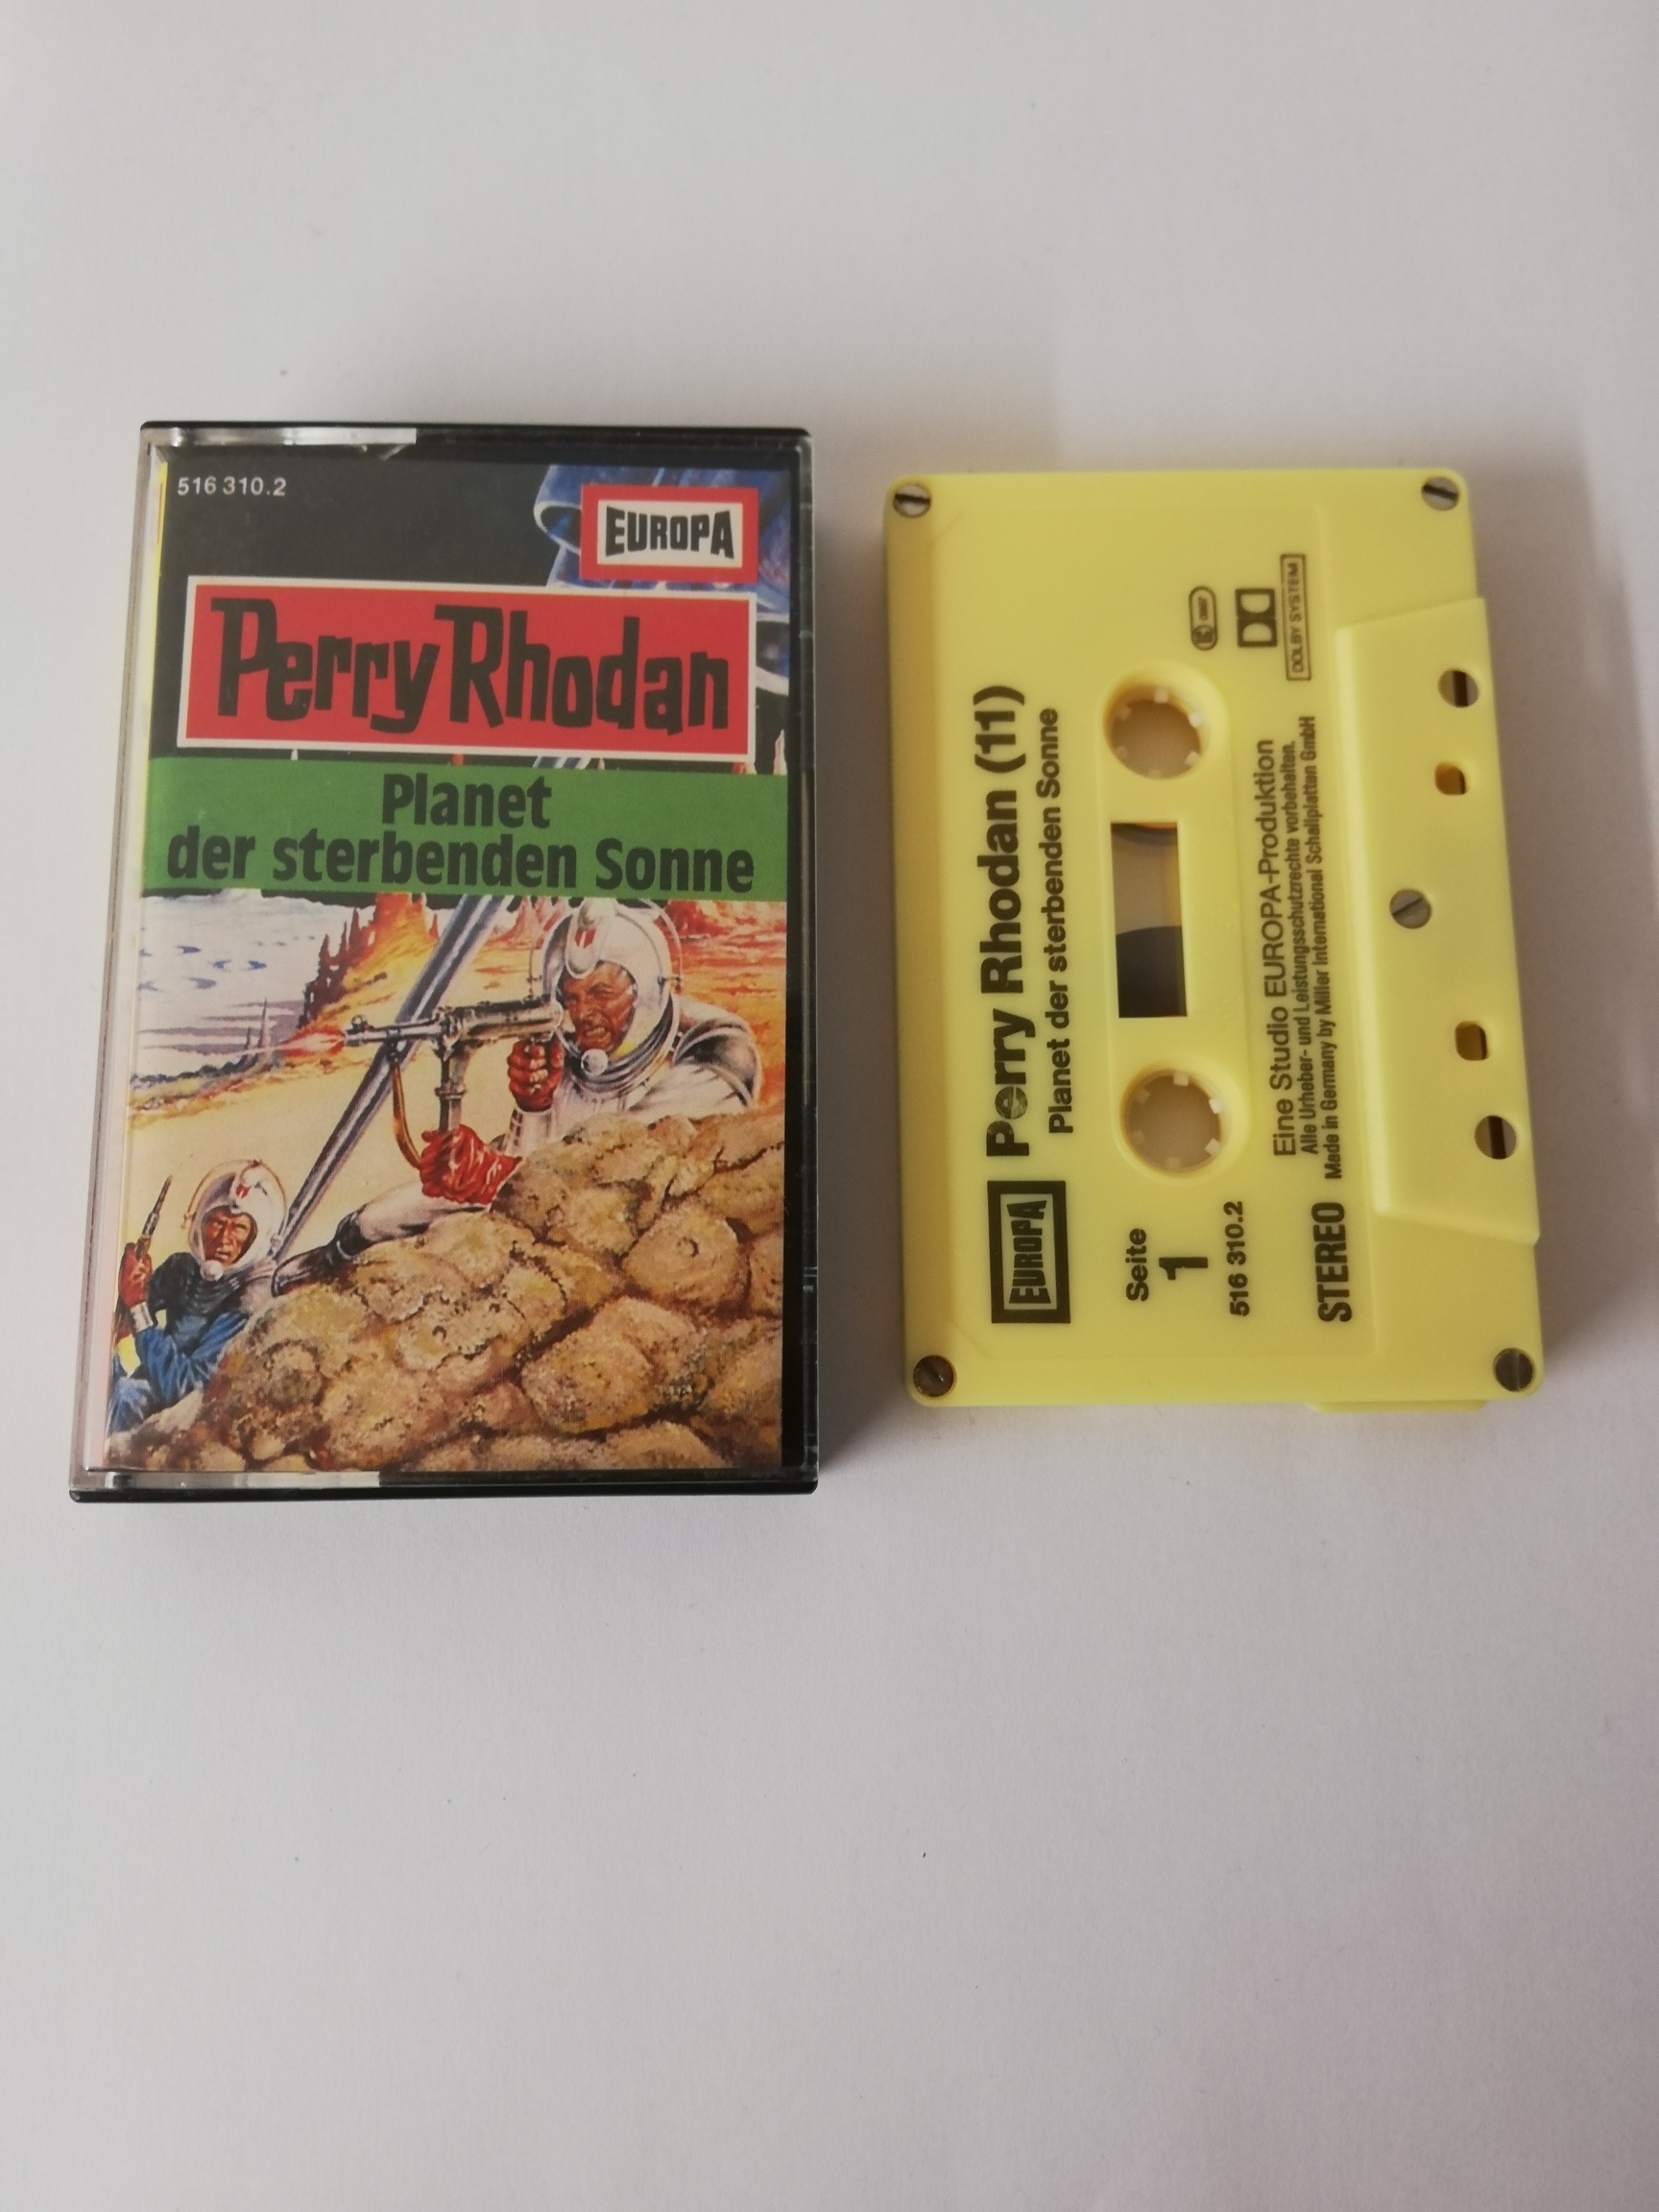 516 310.2
EUROPA
Perry Rhodan
Planet
der sterbenden Sonne
EUROPA
Perry Rhodan (11)
Planet der sterbenden Sonne
Seite
1
516 310.2
DOLBY SYSTEM
STEREO
Eine Studio EUROPA-Produktion
Alle Urheber- und Leistungsschutzrechte vorbehalten.
Made in Germany by Miller International Schallplatten GmbH